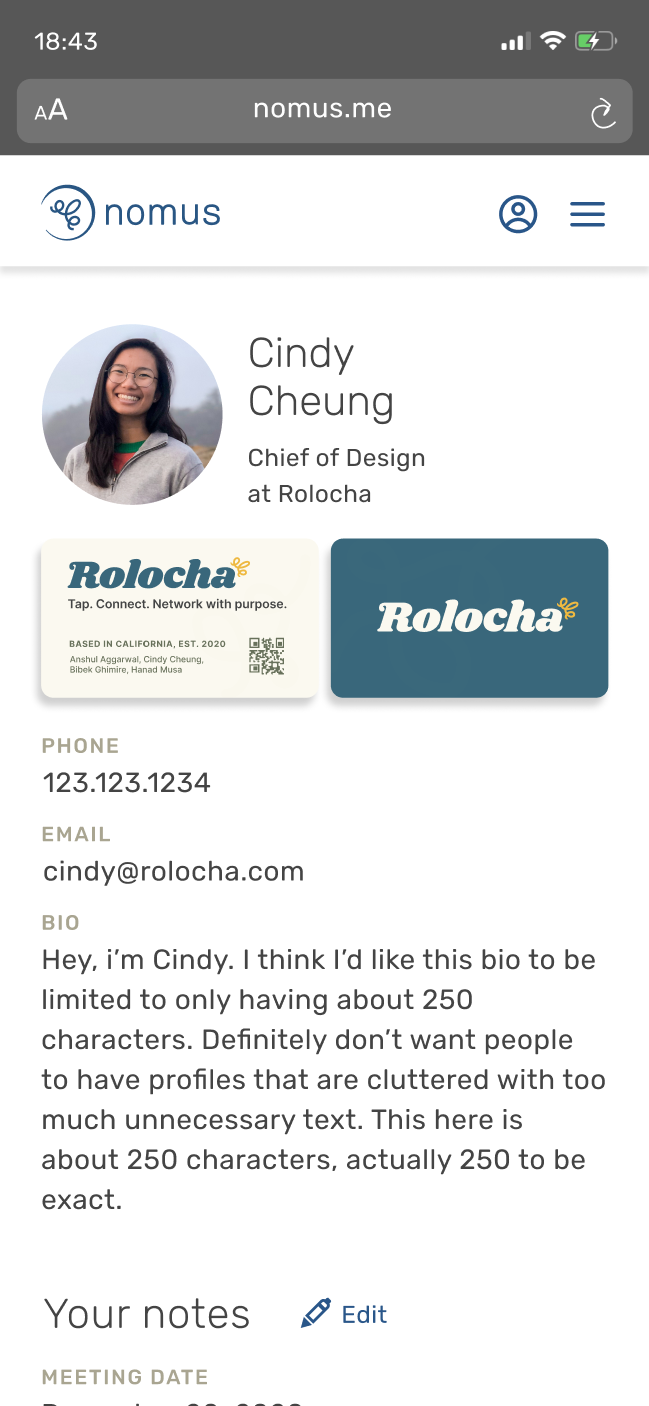 18:43
AA
nomus.me
nomus
Cindy
Cheung
Chief of Design
at Rolocha
Rolocha
Tap. Connect. Network with purpose.
BASED IN CALIFORNIA, EST. 2020
Anshul Aggarwal, Cindy Cheung,
Bibek Ghimire, Hanad Musa
Rolocha
PHONE
123.123.1234
EMAIL
cindy@rolocha.com
BIO
Hey, i’m Cindy. I think I’d like this bio to be
limited to only having about 250
characters. Definitely don’t want people
to have profiles that are cluttered with too
much unnecessary text. This here is
about 250 characters, actually 250 to be
exact.
Your notes
Edit
MEETING DATE